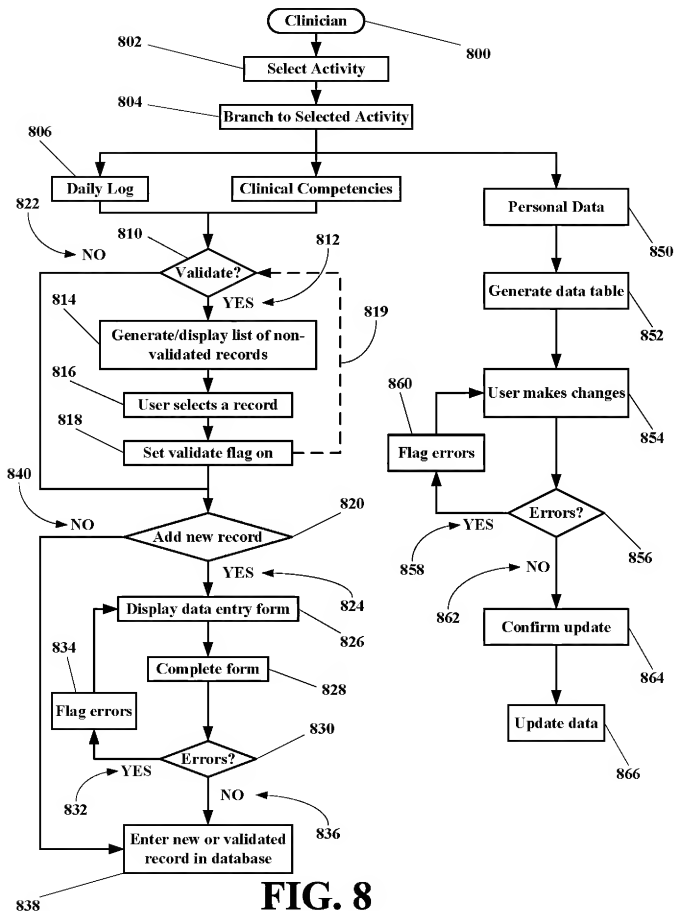 Clinician
800
802
Select Activity
804
Branch to Selected Activity
806
Daily Log
Clinical Competencies
Personal Data
850
822
NO
810
Validate?
812
YES
Generate data table
852
814
Generate/display list of non-
validated records
819
816
User selects a record
818
Set validate flag on
860
User makes changes
854
Flag errors
840
NO
820
Add new record
Errors?
YES
856
858
YES
824
NO
862
Display data entry form
826
Confirm update
864
834
Complete form
828
Flag errors
Update data
866
830
Errors?
YES
832
NO
836
Enter new or validated
record in database
838
FIG. 8